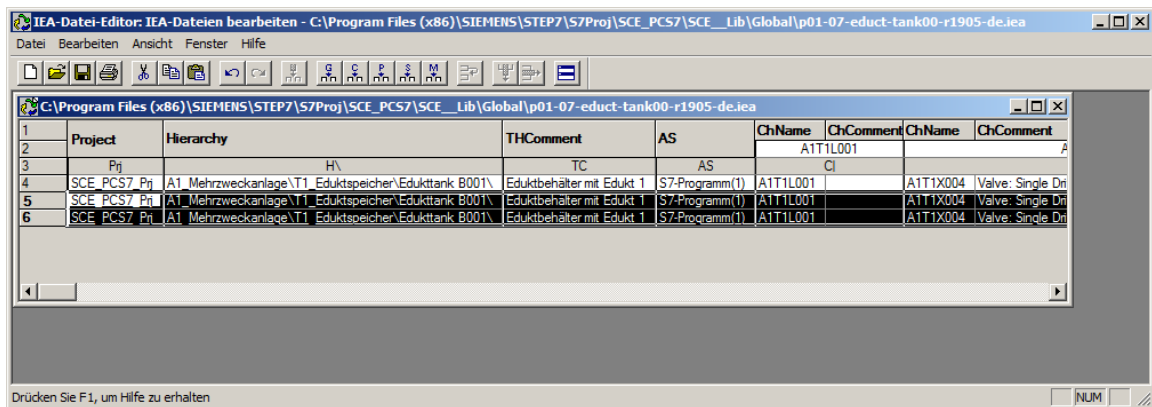 IEA-Datei-Editor: IEA-Dateien bearbeiten - C:\Program Files (x86)\SIEMENS\STEP7\S7Proj\SCE_PCS7\SCE__Lib\Global\p01-07-educt-tank00-r1905-de.iea
Datei Bearbeiten Ansicht Fenster Hilfe
G C P S M
C:\Program Files (x86)\SIEMENS\STEP7\S7Proj\SCE_PCS7\SCE__Lib\Global\p01-07-educt-tank00-r1905-de.iea
1 Project Hierarchy THComment AS ChName ChComment ChName ChComment
2 A1T1L001 A
3 Prj H\ TC AS C|
4 SCE_PCS7_Prj A1_Mehrzweckanlage\T1_Eduktspeicher\Edukttank B001\ Eduktbehälter mit Edukt 1 S7-Programm(1) A1T1L001 A1T1X004 Valve: Single Dri
5 SCE_PCS7_Prj A1_Mehrzweckanlage\T1_Eduktspeicher\Edukttank B001\ Eduktbehälter mit Edukt 1 S7-Programm(1) A1T1L001 A1T1X004 Valve: Single Dri
6 SCE_PCS7_Prj A1_Mehrzweckanlage\T1_Eduktspeicher\Edukttank B001\ Eduktbehälter mit Edukt 1 S7-Programm(1) A1T1L001 A1T1X004 Valve: Single Dri
Drücken Sie F1, um Hilfe zu erhalten NUM